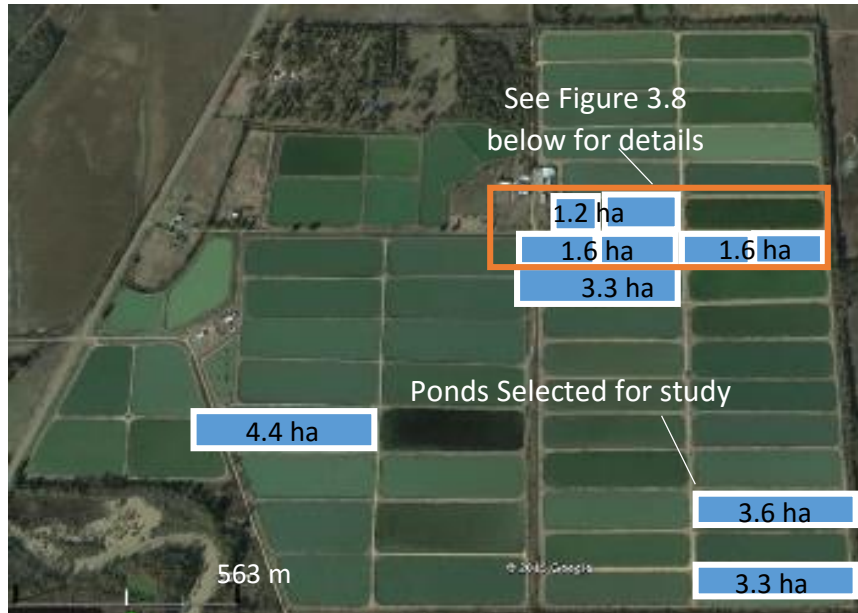 See Figure 3.8
below for details
1.2 ha
1.6 ha
1.6 ha
3.3 ha
Ponds Selected for study
4.4 ha
3.6 ha
563 m
3.3 ha